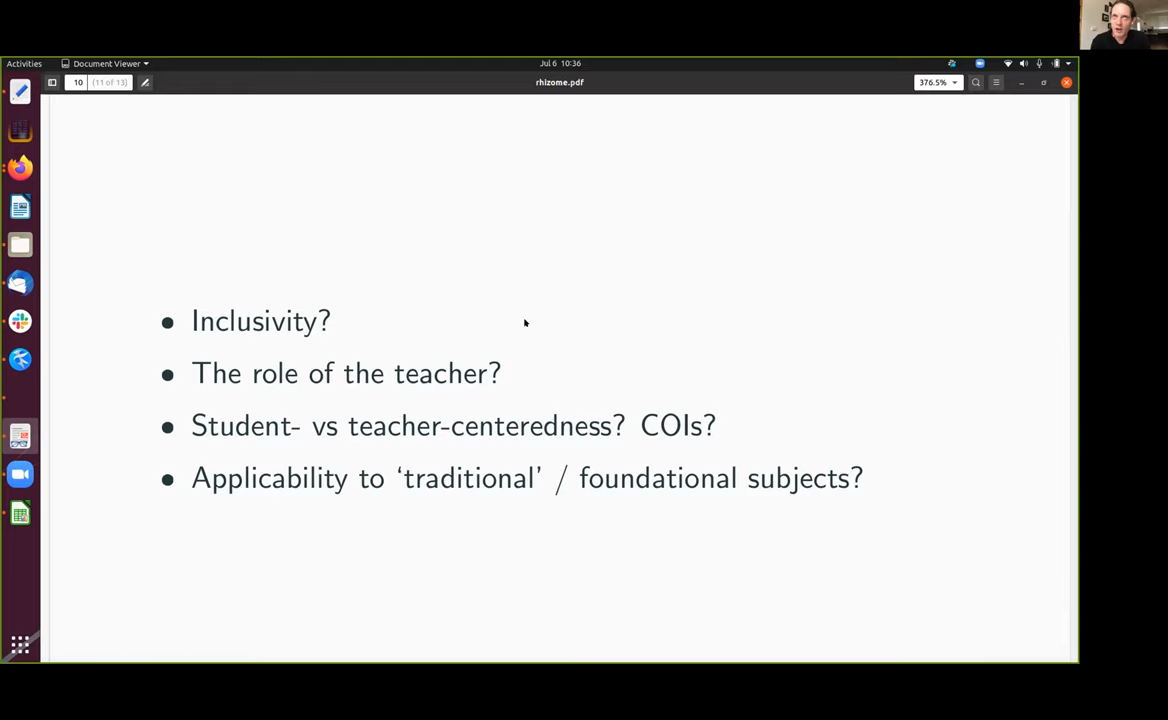 Activities Document Viewer Jul 6 10:36
10 (11 of 13) rhizome.pdf 376.5%
• Inclusivity?
• The role of the teacher?
• Student- vs teacher-centeredness? COIs?
• Applicability to ‘traditional’ / foundational subjects?